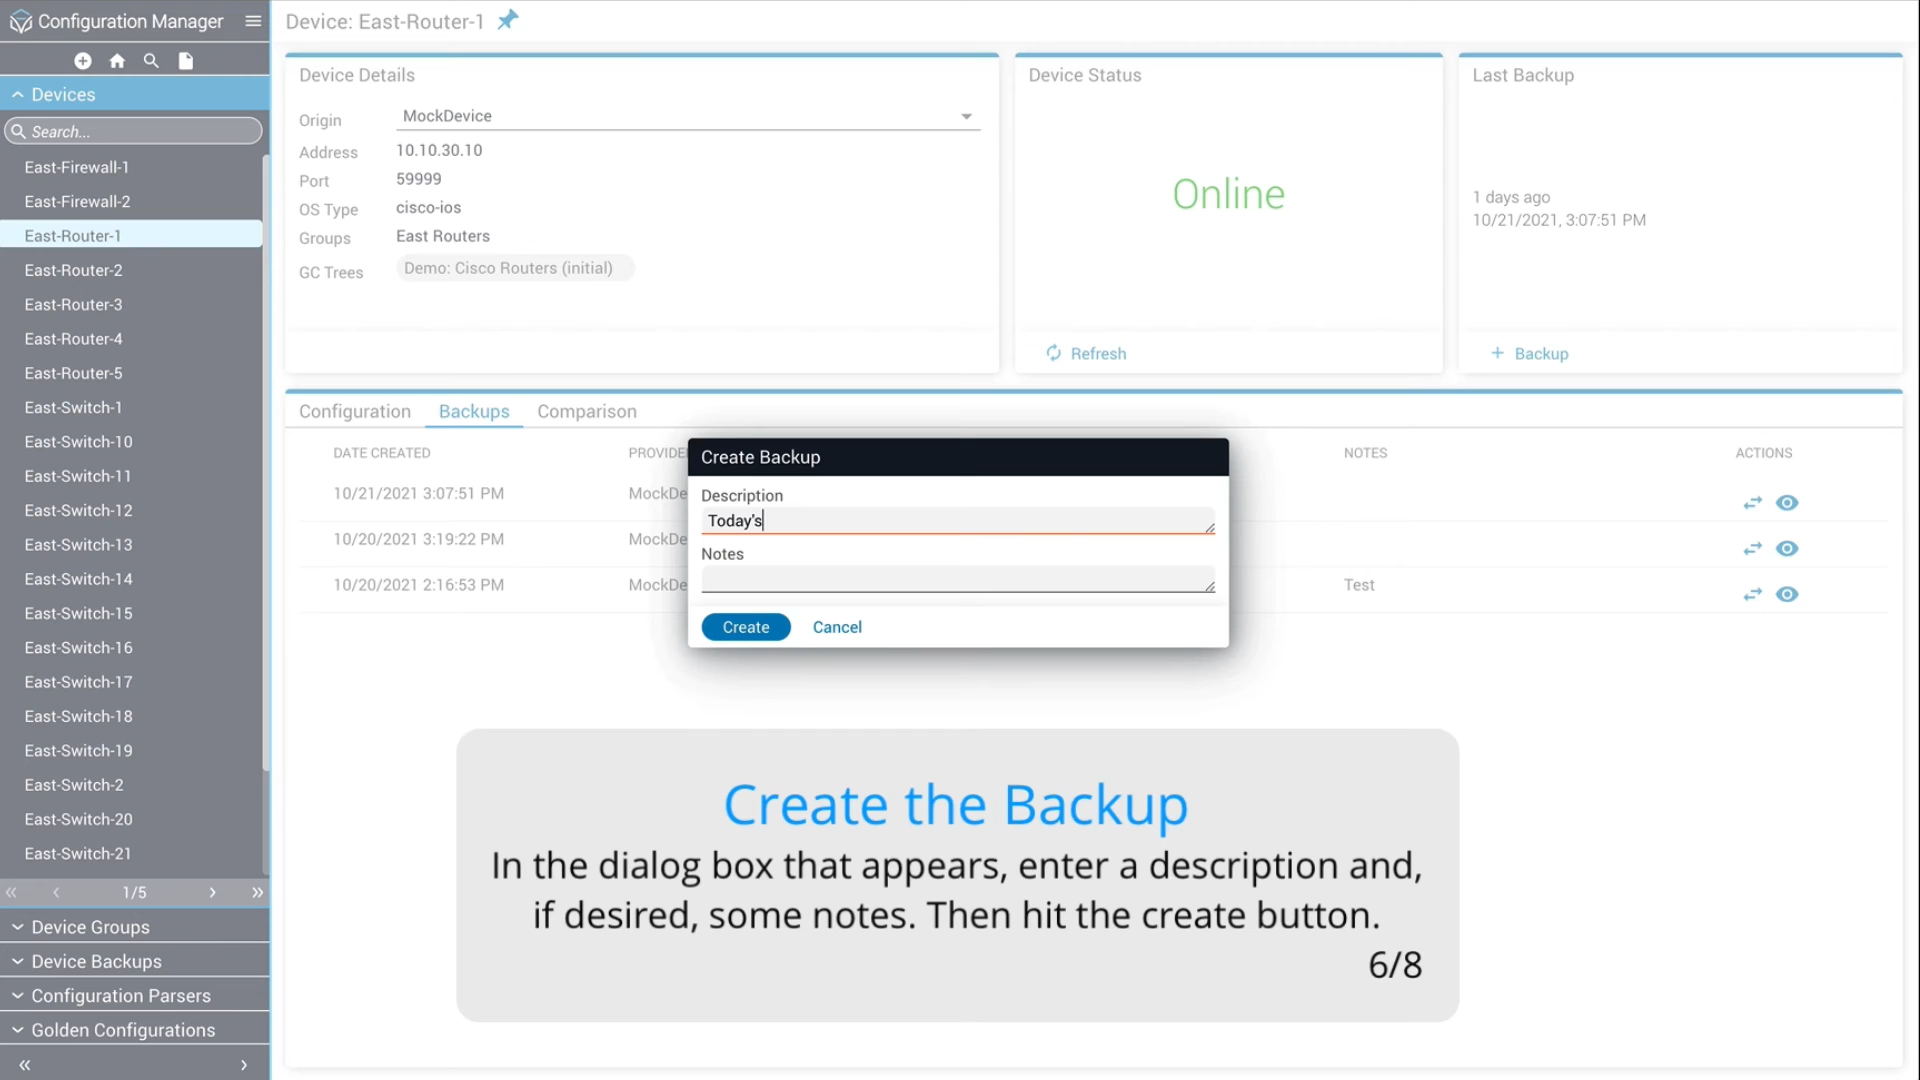 Configuration Manager
Devices
Search...
East-Firewall-1
East-Firewall-2
East-Router-1
East-Router-2
East-Router-3
East-Router-4
East-Router-5
East-Switch-1
East-Switch-10
East-Switch-11
East-Switch-12
East-Switch-13
East-Switch-14
East-Switch-15
East-Switch-16
East-Switch-17
East-Switch-18
East-Switch-19
East-Switch-2
East-Switch-20
East-Switch-21
1/5
Device Groups
Device Backups
Configuration Parsers
Golden Configurations
Device: East-Router-1
Device Details
Origin MockDevice
Address 10.10.30.10
Port 59999
OS Type cisco-ios
Groups East Routers
GC Trees Demo: Cisco Routers (initial)
Device Status
Online
Refresh
Last Backup
1 days ago
10/21/2021, 3:07:51 PM
+ Backup
Configuration Backups Comparison
DATE CREATED PROVIDE NOTES ACTIONS
10/21/2021 3:07:51 PM MockDe
10/20/2021 3:19:22 PM MockDe
10/20/2021 2:16:53 PM MockDe Test
Create Backup
Description
Today's
Notes
Create Cancel
Create the Backup
In the dialog box that appears, enter a description and,
if desired, some notes. Then hit the create button.
6/8